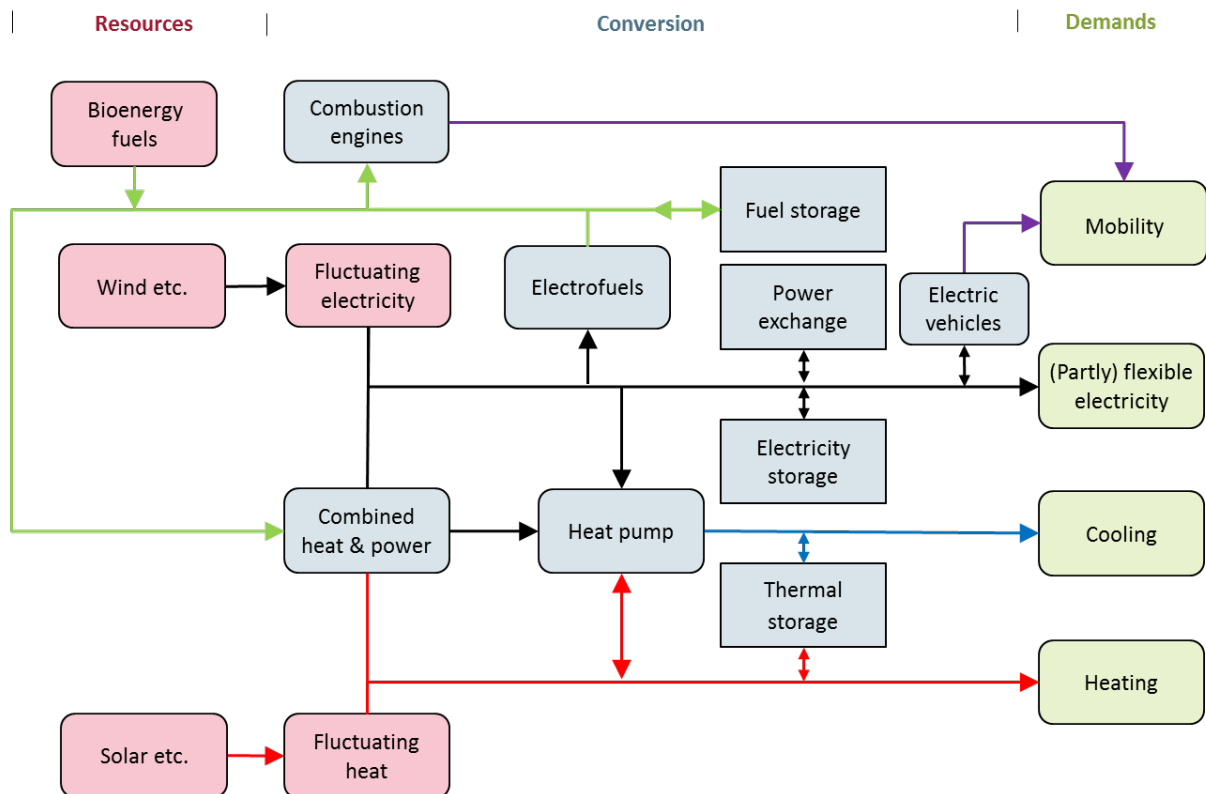 Resources
Conversion
Demands
Bioenergy
fuels
Combustion
engines
Fuel storage
Mobility
Wind etc.
Fluctuating
electricity
Electrofuels
Power
exchange
Electric
vehicles
(Partly) flexible
electricity
Electricity
storage
Combined
heat & power
Heat pump
Cooling
Thermal
storage
Heating
Solar etc.
Fluctuating
heat